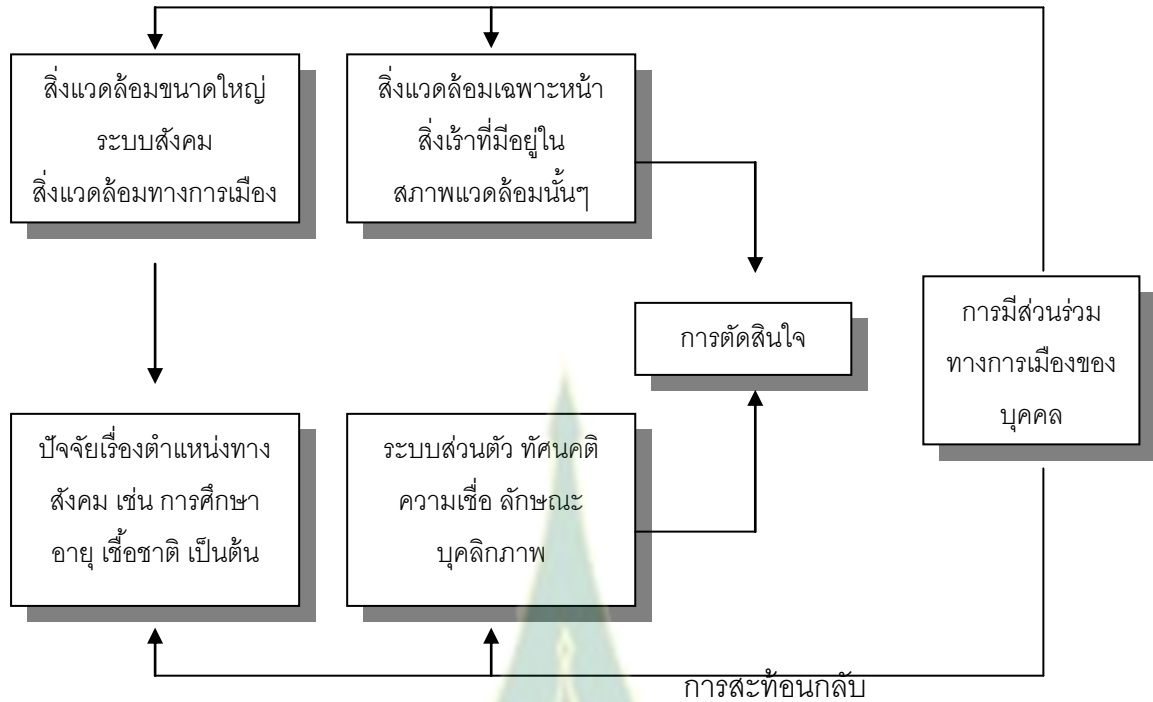 สิ่งแวดล้อมขนาดใหญ่
ระบบสังคม
สิ่งแวดล้อมทางการเมือง
สิ่งแวดล้อมเฉพาะหน้า
สิ่งเร้าที่มีอยู่ใน
สภาพแวดล้อมนั้นๆ
การตัดสินใจ
การมีส่วนร่วม
ทางการเมืองของ
บุคคล
ปัจจัยเรื่องตำแหน่งทาง
สังคม เช่น การศึกษา
อายุ เชื้อชาติ เป็นต้น
ระบบส่วนตัว ทัศนคติ
ความเชื่อ ลักษณะ
บุคลิกภาพ
การสะท้อนกลับ